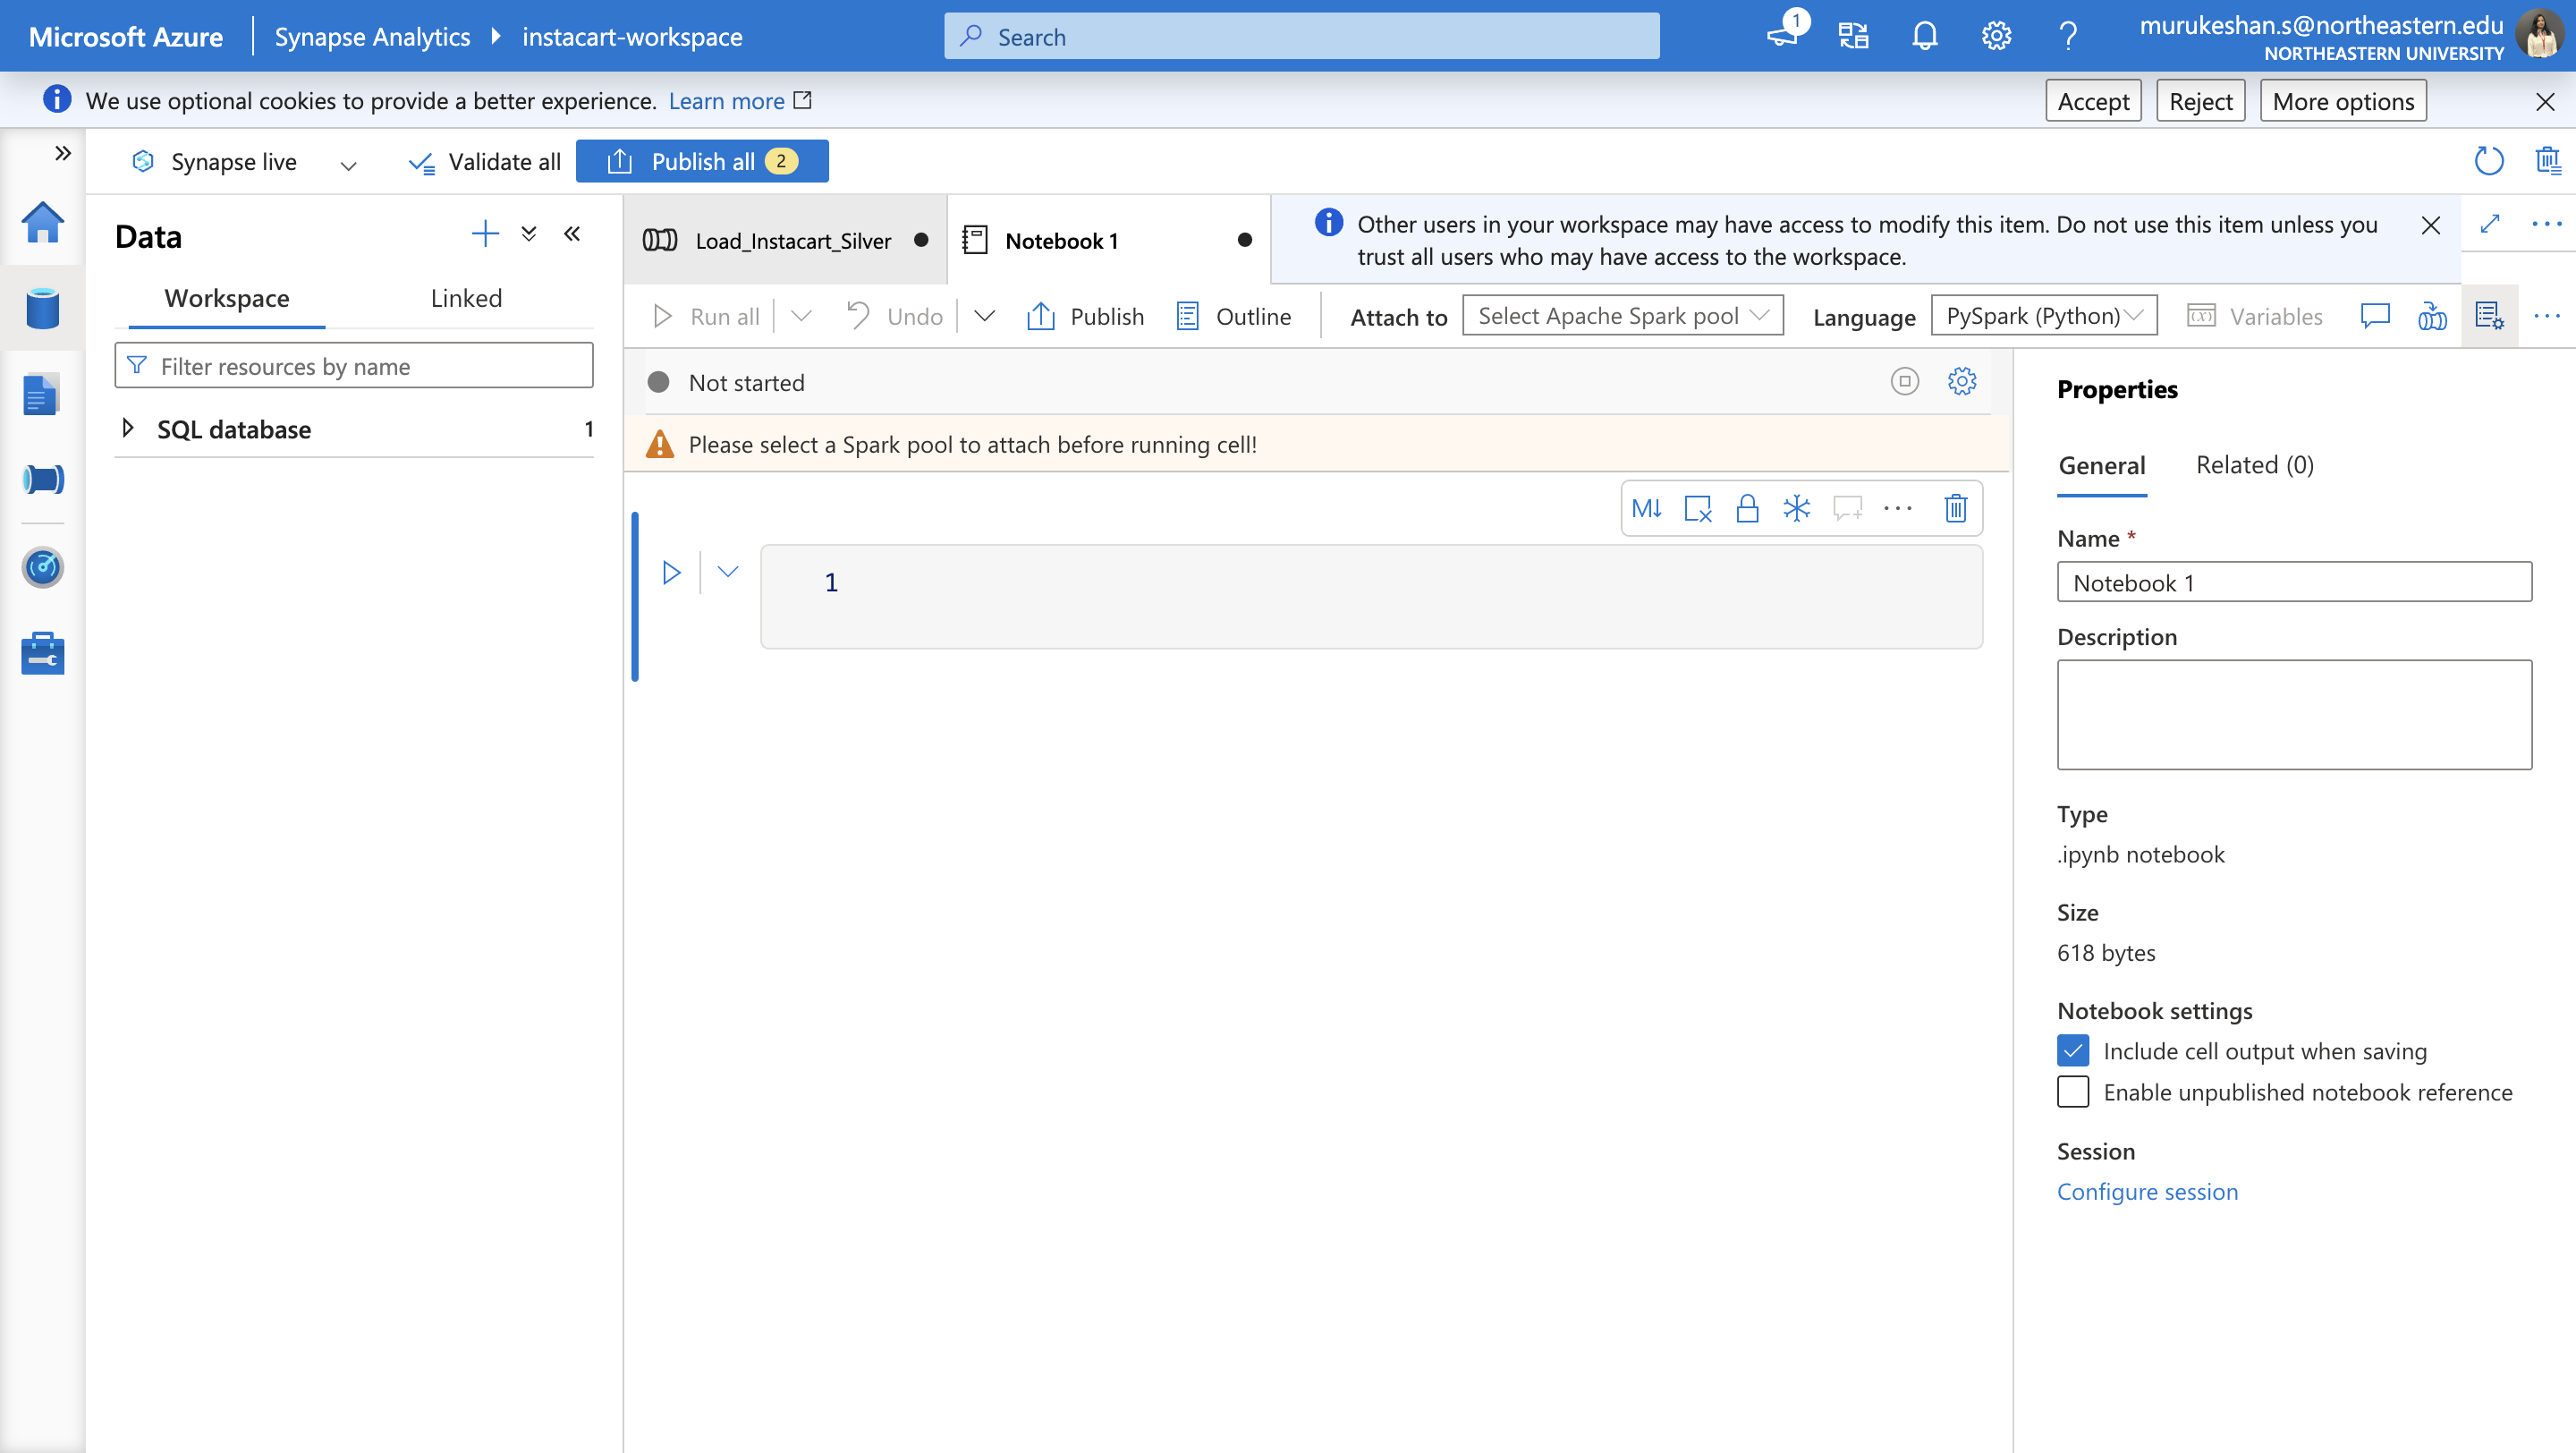 Microsoft Azure Synapse Analytics instacart-workspace Search 1 murukeshan.s@northeastern.edu
NORTHEASTERN UNIVERSITY
We use optional cookies to provide a better experience. Learn more Accept Reject More options
Synapse live Validate all Publish all 2
Data
Workspace Linked
Filter resources by name
SQL database 1
Load_Instacart_Silver Notebook 1
Other users in your workspace may have access to modify this item. Do not use this item unless you
trust all users who may have access to the workspace.
Run all Undo Publish Outline Attach to Select Apache Spark pool Language PySpark (Python) Variables
Not started
Please select a Spark pool to attach before running cell!
M↓
1
Properties
General Related (0)
Name *
Notebook 1
Description
Type
.ipynb notebook
Size
618 bytes
Notebook settings
Include cell output when saving
Enable unpublished notebook reference
Session
Configure session